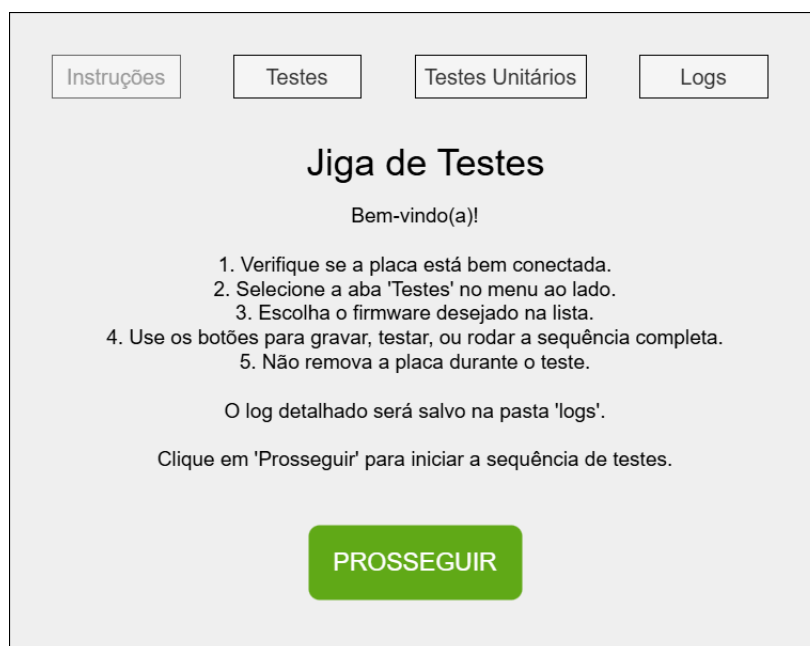 Instruções
Testes
Testes Unitários
Logs
Jiga de Testes
Bem-vindo(a)!
1. Verifique se a placa está bem conectada.
2. Selecione a aba 'Testes' no menu ao lado.
3. Escolha o firmware desejado na lista.
4. Use os botões para gravar, testar, ou rodar a sequência completa.
5. Não remova a placa durante o teste.
O log detalhado será salvo na pasta 'logs'.
Clique em 'Prosseguir' para iniciar a sequência de testes.
PROSSEGUIR